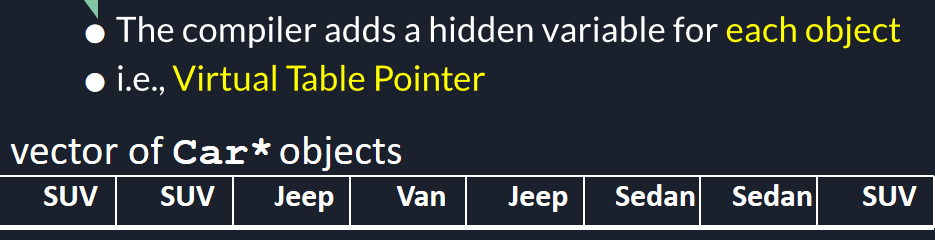 ● The compiler adds a hidden variable for each object
● i.e., Virtual Table Pointer
vector of Car* objects
SUV SUV Jeep Van Jeep Sedan Sedan SUV